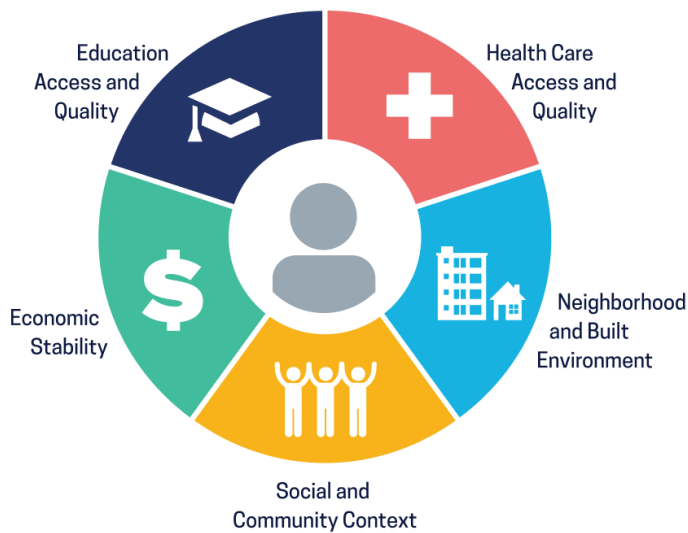 Education
Access and
Quality
Health Care
Access and
Quality
Economic
Stability
Neighborhood
and Built
Environment
Social and
Community Context